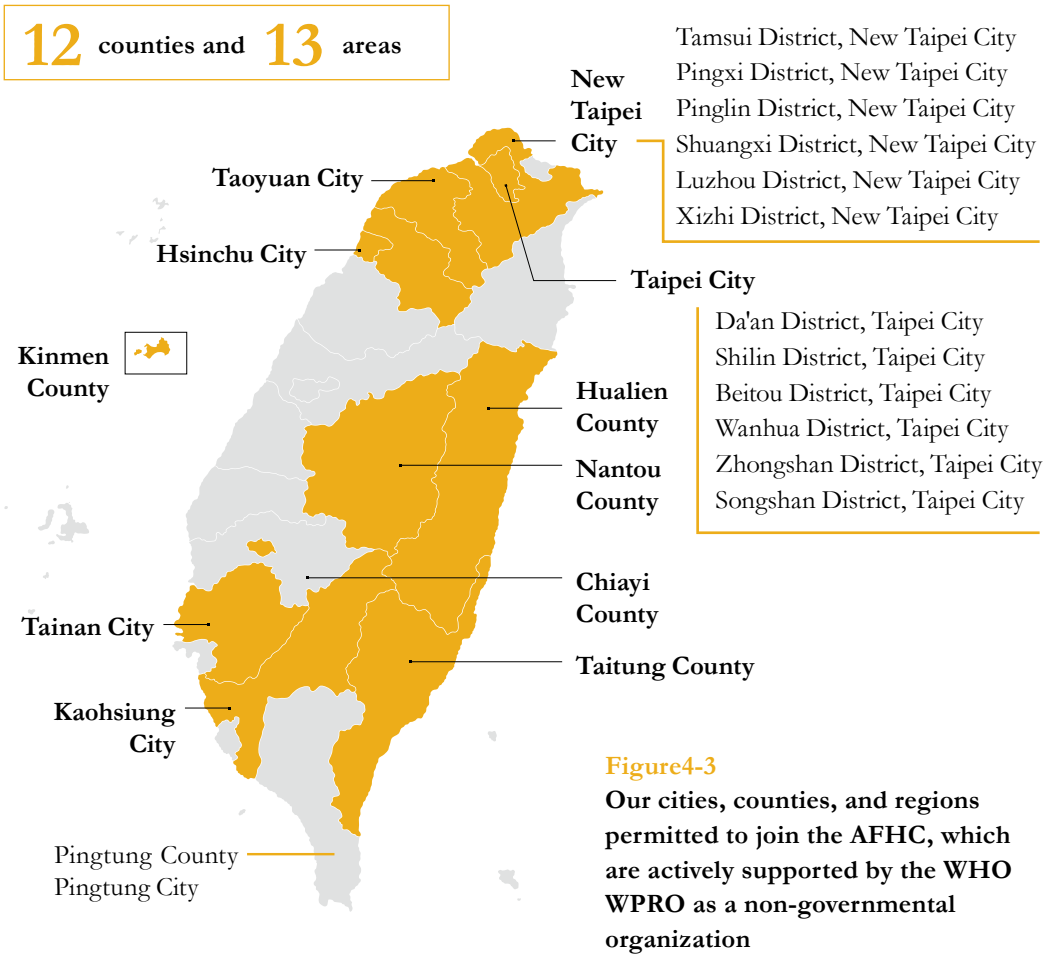 12 counties and 13 areas
New
Taipei
City
Tamsui District, New Taipei City
Pingxi District, New Taipei City
Pinglin District, New Taipei City
Shuangxi District, New Taipei City
Luzhou District, New Taipei City
Xizhi District, New Taipei City
Taoyuan City
Hsinchu City
Taipei City
Da'an District, Taipei City
Shilin District, Taipei City
Beitou District, Taipei City
Wanhua District, Taipei City
Zhongshan District, Taipei City
Songshan District, Taipei City
Kinmen
County
Hualien
County
Nantou
County
Chiayi
County
Tainan City
Taitung County
Kaohsiung
City
Pingtung County
Pingtung City
Figure4-3
Our cities, counties, and regions
permitted to join the AFHC, which
are actively supported by the WHO
WPRO as a non-governmental
organization